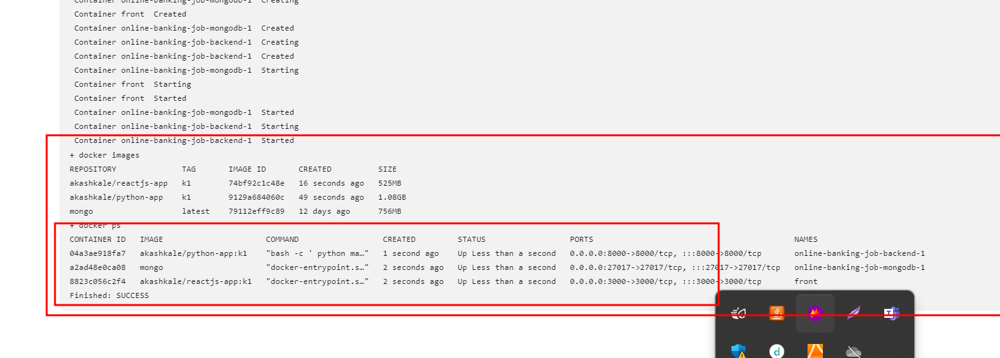 Container online-banking-job-mongodb-1  Creating
Container front  Created
Container online-banking-job-mongodb-1  Created
Container online-banking-job-backend-1  Creating
Container online-banking-job-backend-1  Created
Container online-banking-job-mongodb-1  Starting
Container front  Starting
Container front  Started
Container online-banking-job-mongodb-1  Started
Container online-banking-job-backend-1  Starting
Container online-banking-job-backend-1  Started
+ docker images
REPOSITORY              TAG       IMAGE ID       CREATED          SIZE
akashkale/reactjs-app   k1        74bf92c1c48e   16 seconds ago   525MB
akashkale/python-app    k1        9129a684060c   49 seconds ago   1.08GB
mongo                   latest    79112eff9c89   12 days ago      756MB
+ docker ps
CONTAINER ID   IMAGE                      COMMAND                  CREATED         STATUS                  PORTS                                           NAMES
04a3ae918fa7   akashkale/python-app:k1    "bash -c ' python ma…"   1 second ago    Up Less than a second   0.0.0.0:8000->8000/tcp, :::8000->8000/tcp       online-banking-job-backend-1
a2ad48e0ca08   mongo                      "docker-entrypoint.s…"   2 seconds ago   Up Less than a second   0.0.0.0:27017->27017/tcp, :::27017->27017/tcp   online-banking-job-mongodb-1
8823c056c2f4   akashkale/reactjs-app:k1   "docker-entrypoint.s…"   2 seconds ago   Up Less than a second   0.0.0.0:3000->3000/tcp, :::3000->3000/tcp       front
Finished: SUCCESS